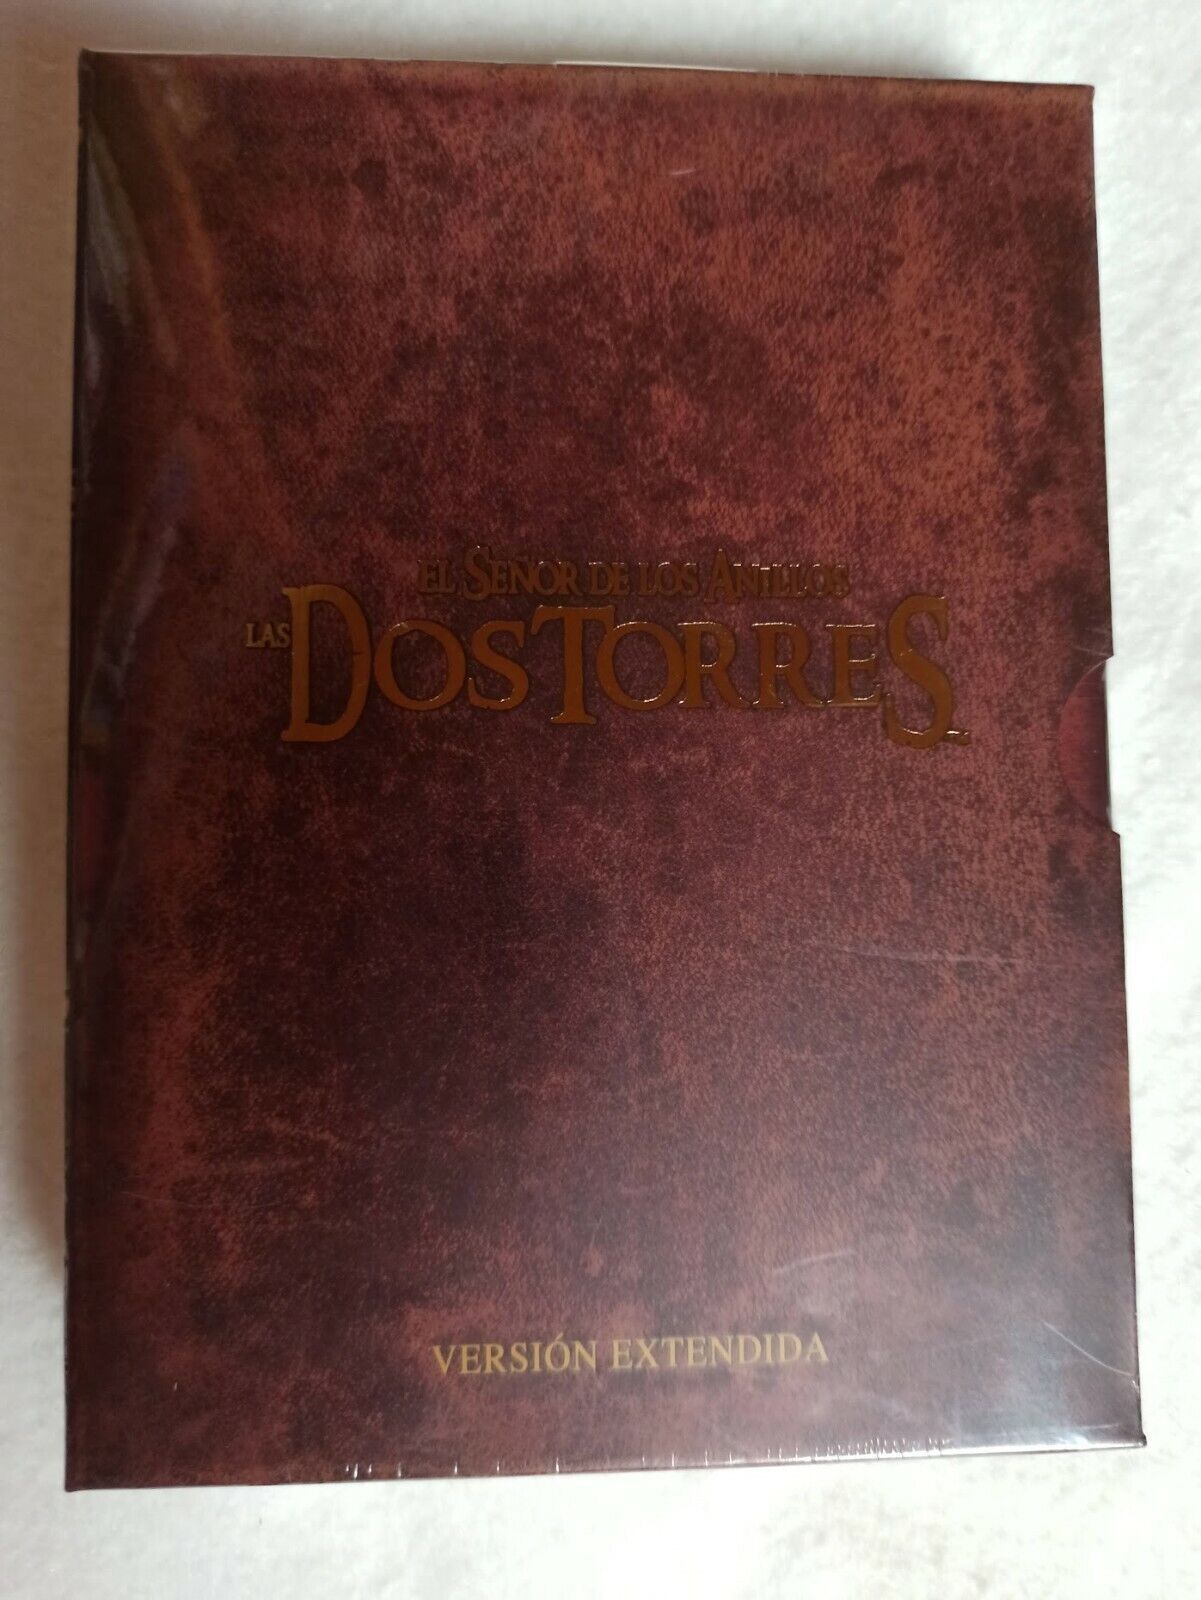 EL SEÑOR DE LOS ANILLOS
LAS DOS TORRES
VERSIÓN EXTENDIDA